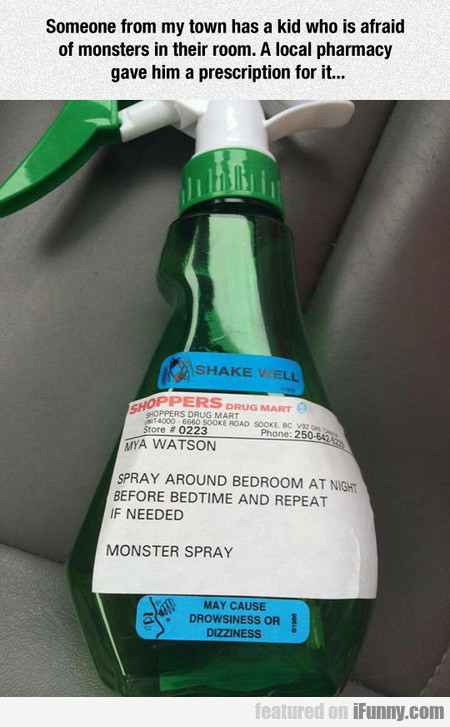 Someone from my town has a kid who is afraid
of monsters in their room. A local pharmacy
gave him a prescription for it...
SHAKE WELL
SHOPPERS DRUG MART
SHOPPERS DRUG MART
UNIT4000 - 6660 SOOKE ROAD SOOKE, BC V9Z 0A5
Store # 0223 Phone: 250-642-
MYA WATSON
SPRAY AROUND BEDROOM AT NIGHT
BEFORE BEDTIME AND REPEAT
IF NEEDED
MONSTER SPRAY
MAY CAUSE
DROWSINESS OR
DIZZINESS
featured on iFunny.com